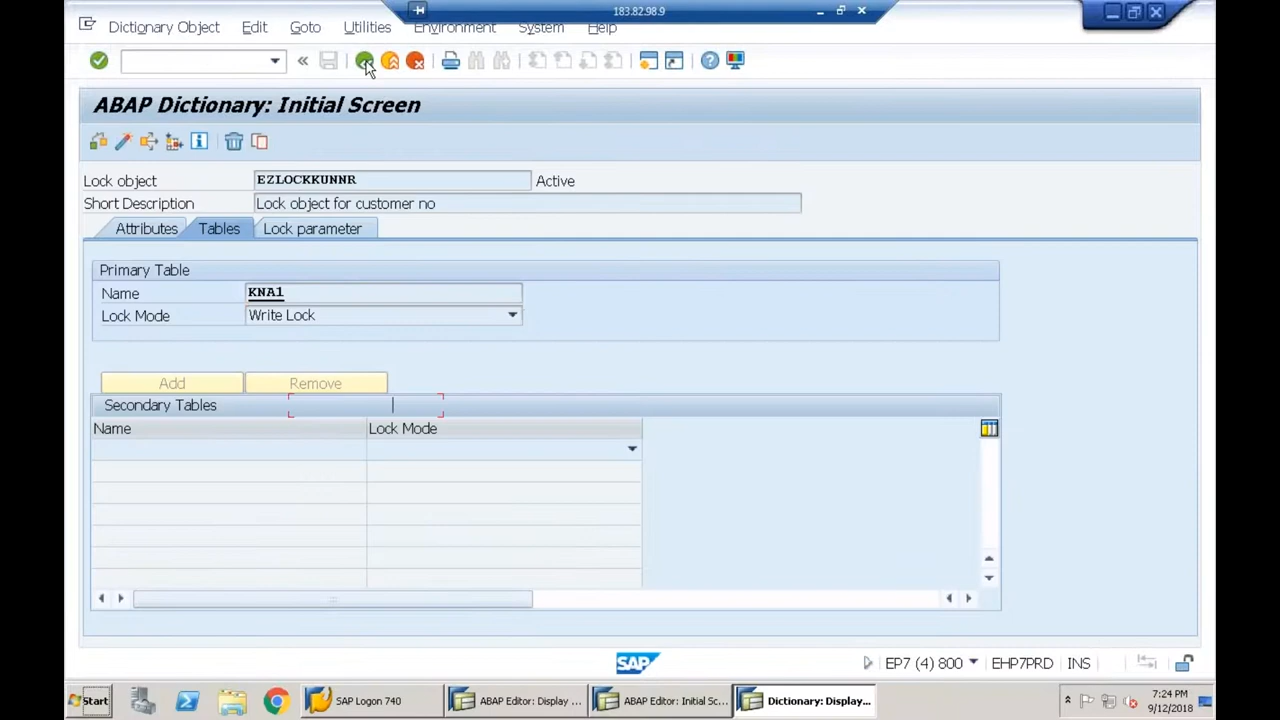 183.82.98.9
Dictionary Object Edit Goto Utilities Environment System Help
ABAP Dictionary: Initial Screen
Lock object EZLOCKKUNNR Active
Short Description Lock object for customer no
Attributes Tables Lock parameter
Primary Table
Name KNA1
Lock Mode Write Lock
Add Remove
Secondary Tables
Name Lock Mode
SAP EP7 (4) 800 EHP7PRD INS
Start SAP Logon 740 ABAP Editor: Display ... ABAP Editor: Initial Sc... Dictionary: Display... 7:24 PM
9/12/2018